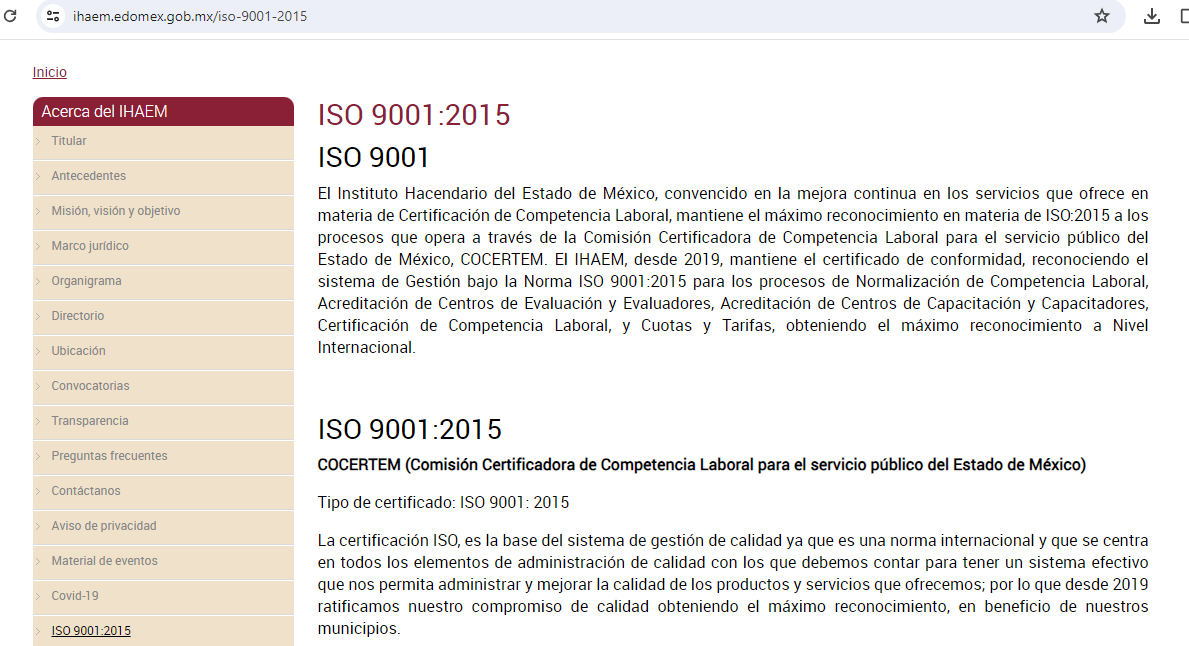 ihaem.edomex.gob.mx/iso-9001-2015
Inicio
Acerca del IHAEM
Titular
Antecedentes
Misión, visión y objetivo
Marco jurídico
Organigrama
Directorio
Ubicación
Convocatorias
Transparencia
Preguntas frecuentes
Contáctanos
Aviso de privacidad
Material de eventos
Covid-19
ISO 9001:2015
ISO 9001:2015
ISO 9001
El Instituto Hacendario del Estado de México, convencido en la mejora continua en los servicios que ofrece en
materia de Certificación de Competencia Laboral, mantiene el máximo reconocimiento en materia de ISO:2015 a los
procesos que opera a través de la Comisión Certificadora de Competencia Laboral para el servicio público del
Estado de México, COCERTEM. El IHAEM, desde 2019, mantiene el certificado de conformidad, reconociendo el
sistema de Gestión bajo la Norma ISO 9001:2015 para los procesos de Normalización de Competencia Laboral,
Acreditación de Centros de Evaluación y Evaluadores, Acreditación de Centros de Capacitación y Capacitadores,
Certificación de Competencia Laboral, y Cuotas y Tarifas, obteniendo el máximo reconocimiento a Nivel
Internacional.
ISO 9001:2015
COCERTEM (Comisión Certificadora de Competencia Laboral para el servicio público del Estado de México)
Tipo de certificado: ISO 9001: 2015
La certificación ISO, es la base del sistema de gestión de calidad ya que es una norma internacional y que se centra
en todos los elementos de administración de calidad con los que debemos contar para tener un sistema efectivo
que nos permita administrar y mejorar la calidad de los productos y servicios que ofrecemos; por lo que desde 2019
ratificamos nuestro compromiso de calidad obteniendo el máximo reconocimiento, en beneficio de nuestros
municipios.